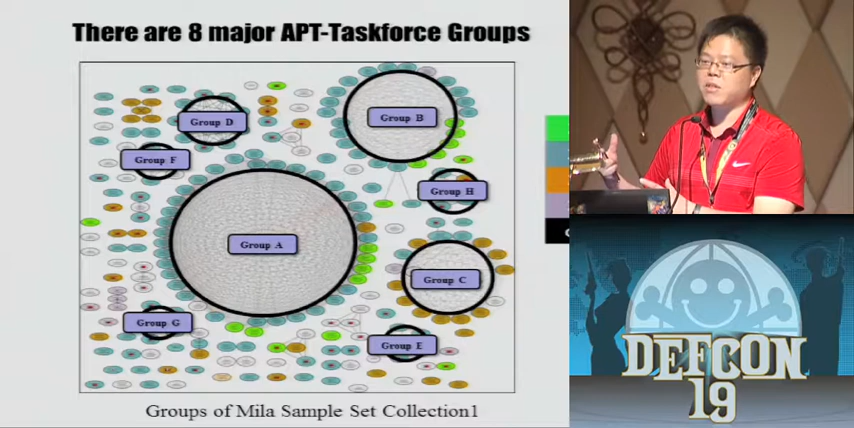 There are 8 major APT-Taskforce Groups
Group D
Group B
Group F
Group H
Group A
Group C
Group G
Group E
Groups of Mila Sample Set Collection1
DEFCON
19